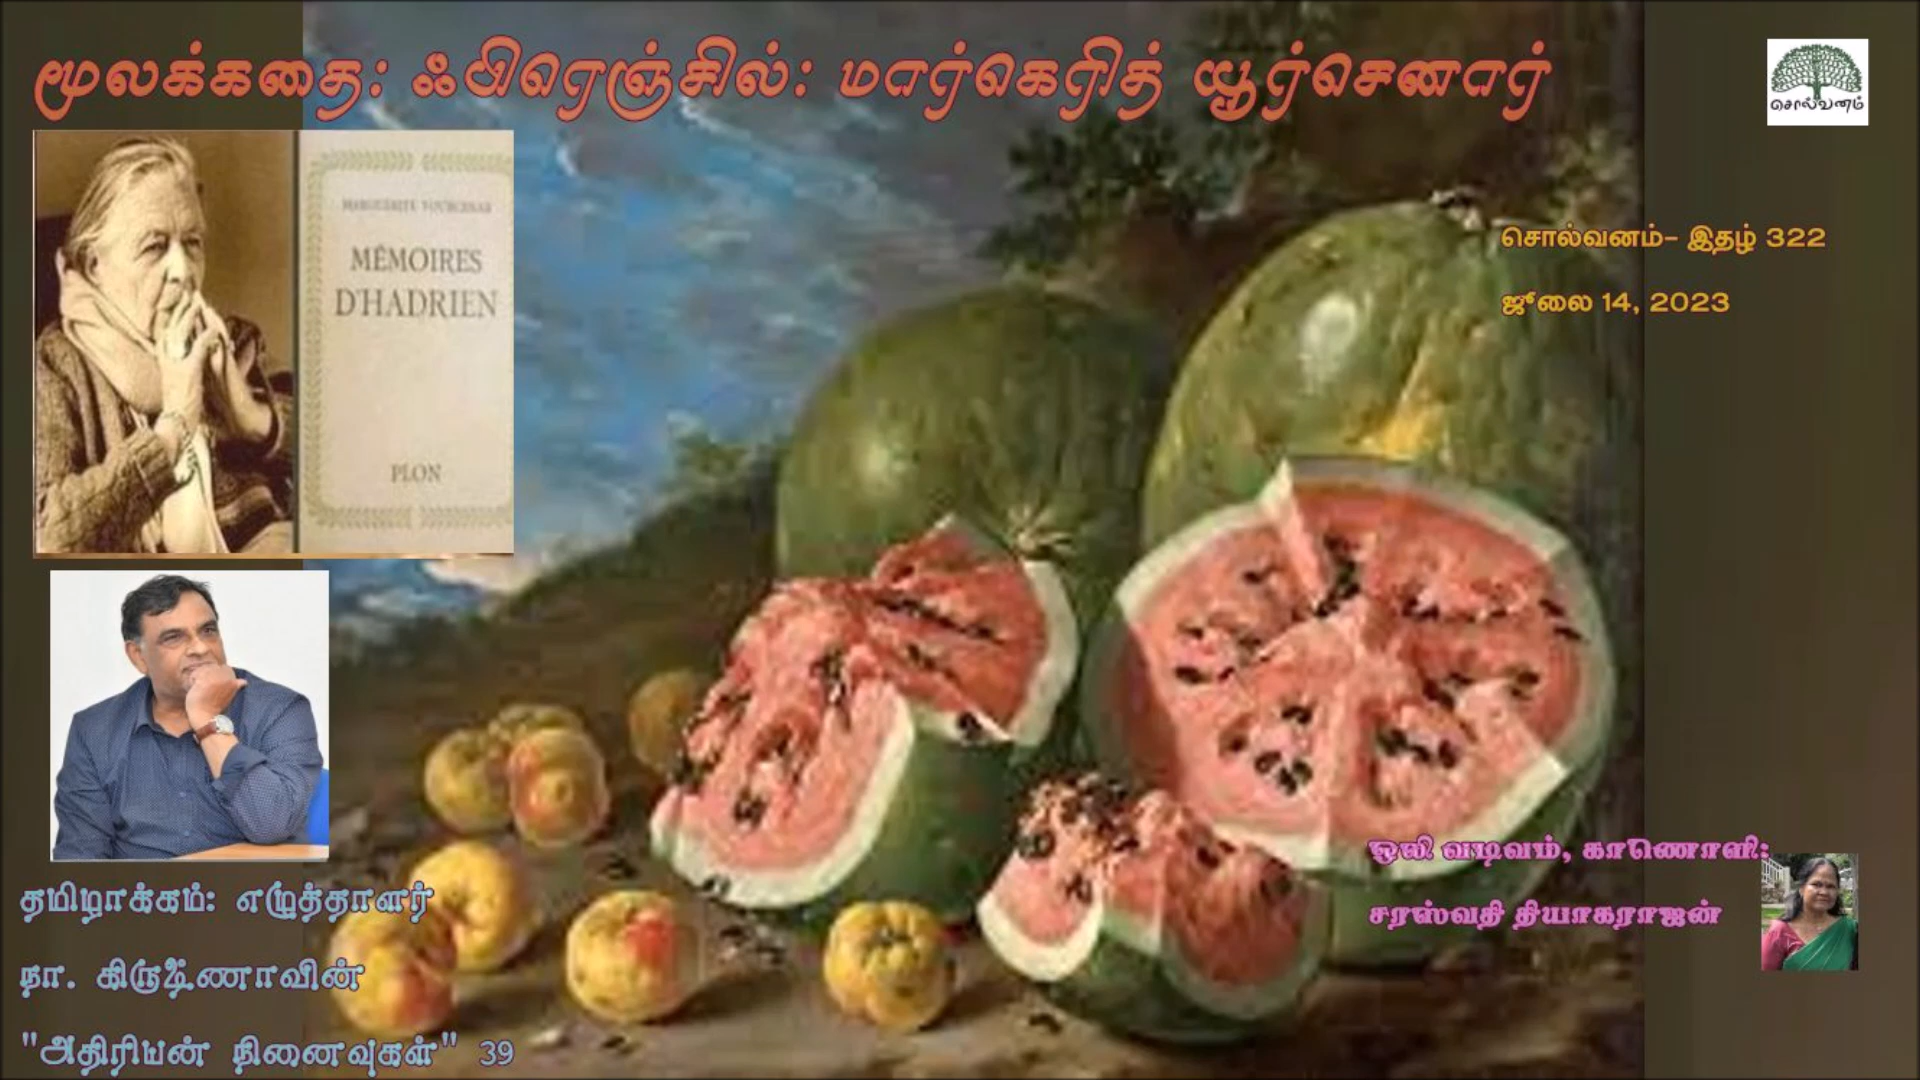 மூலக்கதை: ஃபிரெஞ்சில்: மார்கெரித் யூர்செனார்
சொல்வனம்
MARGUERITE YOURCENAR
MÉMOIRES
D'HADRIEN
PLON
சொல்வனம்- இதழ் 322
ஜூலை 14, 2023
தமிழாக்கம்: எழுத்தாளர்
நா. கிருஷ்ணாவின்
"அதிரியன் நினைவுகள்" 39
ஒலி வடிவம், காணொளி:
சரஸ்வதி தியாகராஜன்